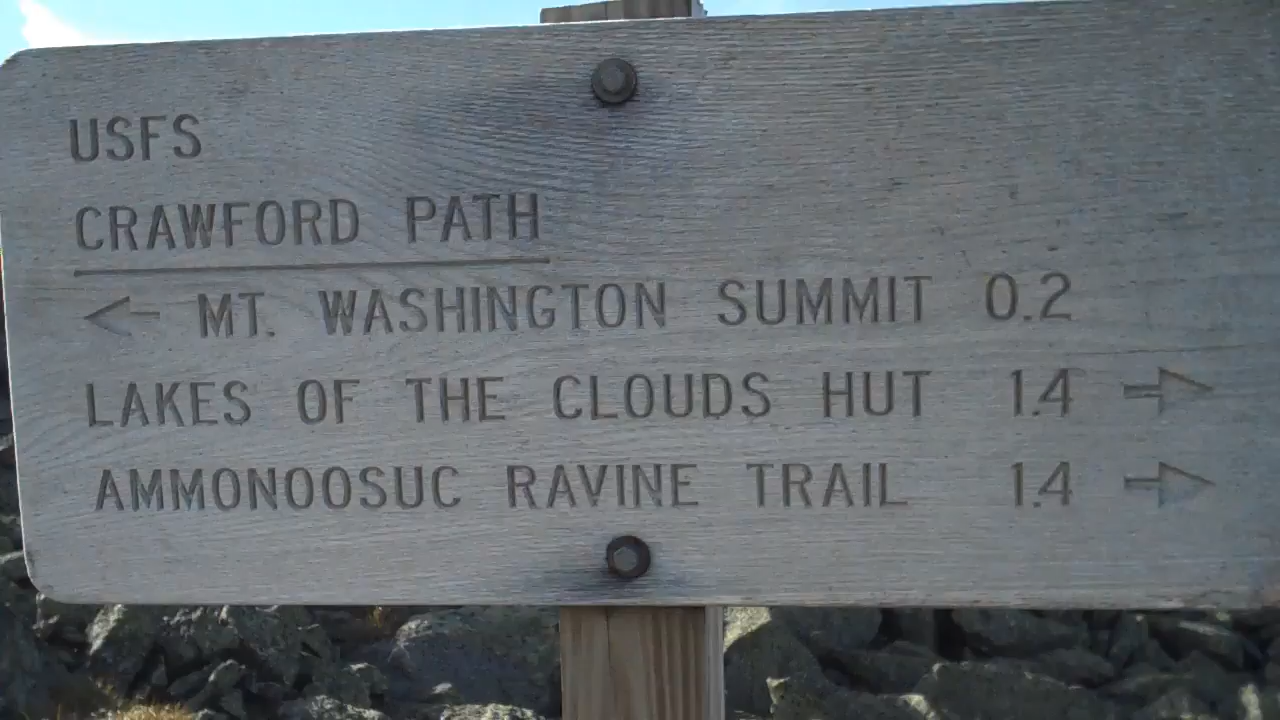 USFS
CRAWFORD PATH
← MT. WASHINGTON SUMMIT 0.2
LAKES OF THE CLOUDS HUT 1.4 →
AMMONOOSUC RAVINE TRAIL 1.4 →